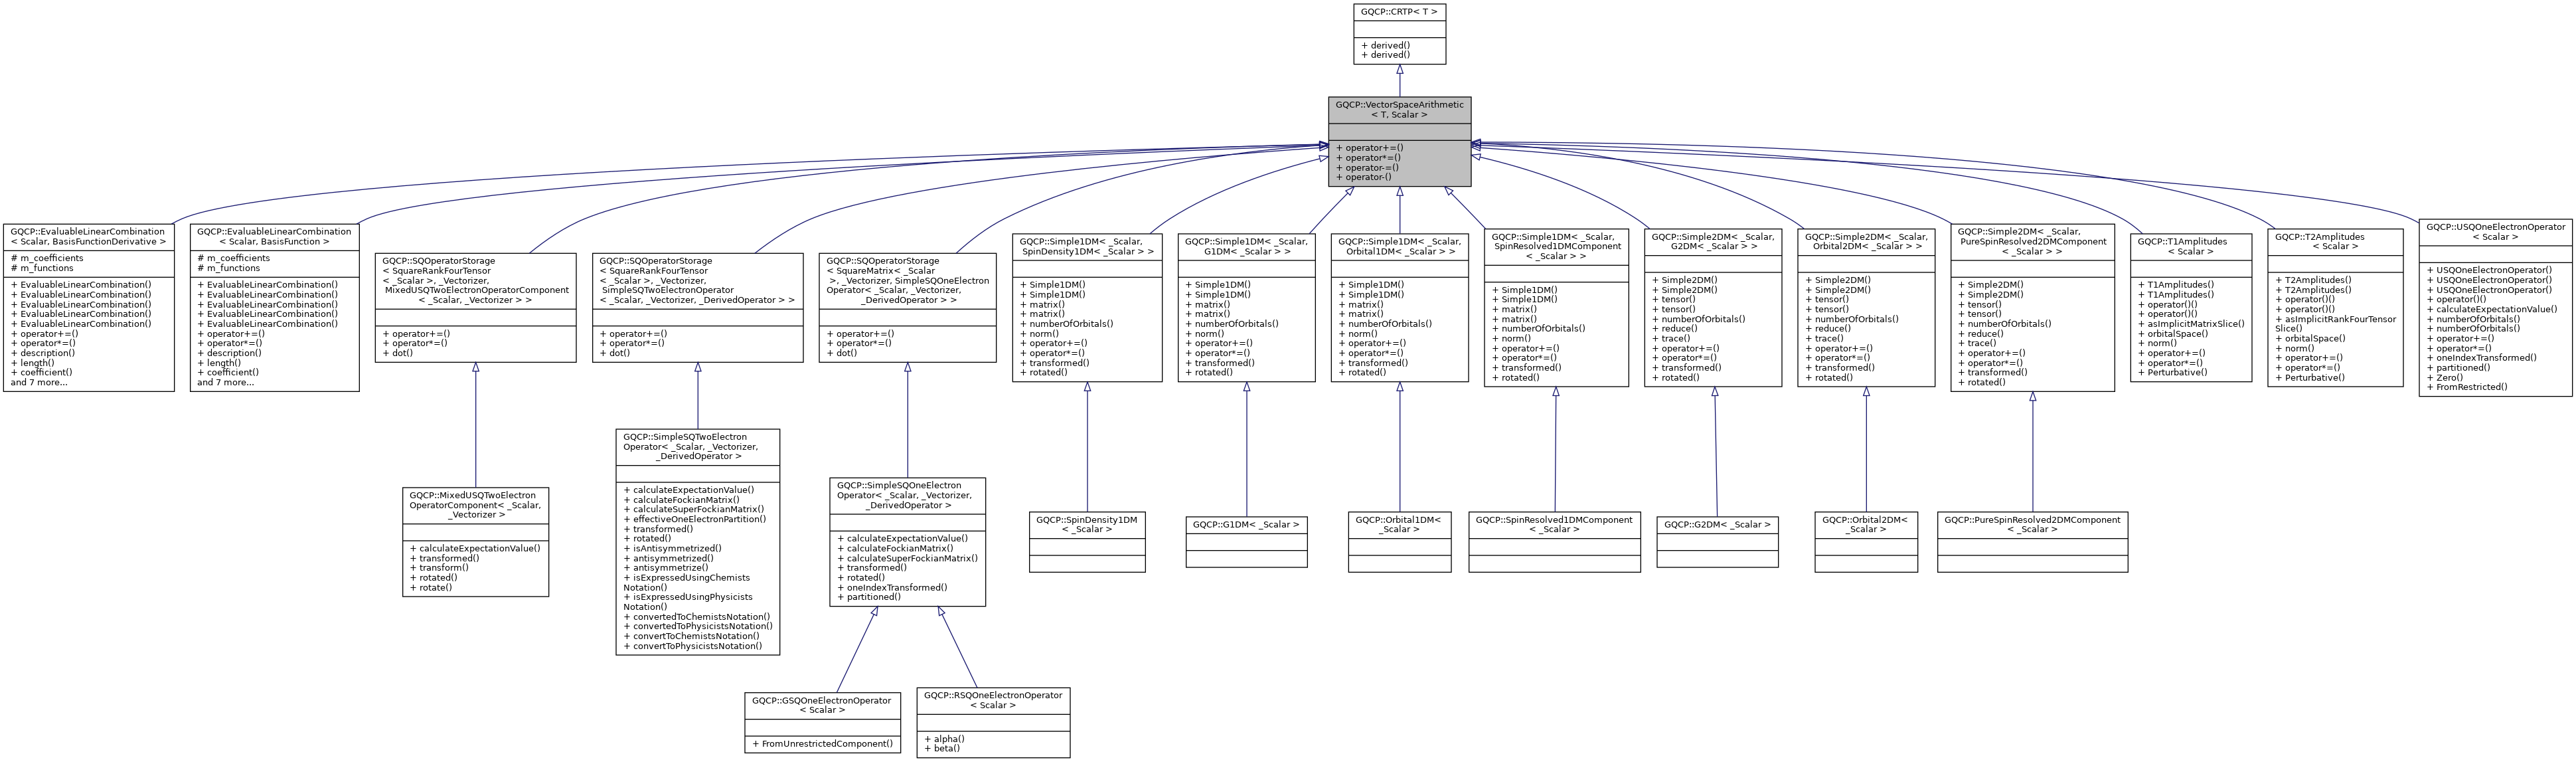 GQCP::CRTP< T >
+ derived()
+ derived()
GQCP::VectorSpaceArithmetic
< T, Scalar >
+ operator+=()
+ operator*=()
+ operator-=()
+ operator-()
GQCP::EvaluableLinearCombination
< Scalar, BasisFunctionDerivative >
# m_coefficients
# m_functions
+ EvaluableLinearCombination()
+ EvaluableLinearCombination()
+ EvaluableLinearCombination()
+ EvaluableLinearCombination()
+ EvaluableLinearCombination()
+ operator+=()
+ operator*=()
+ description()
+ length()
+ coefficient()
and 7 more...
GQCP::EvaluableLinearCombination
< Scalar, BasisFunction >
# m_coefficients
# m_functions
+ EvaluableLinearCombination()
+ EvaluableLinearCombination()
+ EvaluableLinearCombination()
+ EvaluableLinearCombination()
+ EvaluableLinearCombination()
+ operator+=()
+ operator*=()
+ description()
+ length()
+ coefficient()
and 7 more...
GQCP::SQOperatorStorage
< SquareRankFourTensor
< _Scalar >, _Vectorizer,
MixedUSQTwoElectronOperatorComponent
< _Scalar, _Vectorizer > >
+ operator+=()
+ operator*=()
+ dot()
GQCP::SQOperatorStorage
< SquareRankFourTensor
< _Scalar >, _Vectorizer,
SimpleSQTwoElectronOperator
< _Scalar, _Vectorizer, _DerivedOperator > >
+ operator+=()
+ operator*=()
+ dot()
GQCP::SQOperatorStorage
< SquareMatrix< _Scalar
>, _Vectorizer, SimpleSQOneElectron
Operator< _Scalar, _Vectorizer,
_DerivedOperator > >
+ operator+=()
+ operator*=()
+ dot()
GQCP::Simple1DM< _Scalar,
SpinDensity1DM< _Scalar > >
+ Simple1DM()
+ Simple1DM()
+ matrix()
+ matrix()
+ numberOfOrbitals()
+ norm()
+ operator+=()
+ operator*=()
+ transformed()
+ rotated()
GQCP::Simple1DM< _Scalar,
G1DM< _Scalar > >
+ Simple1DM()
+ Simple1DM()
+ matrix()
+ matrix()
+ numberOfOrbitals()
+ norm()
+ operator+=()
+ operator*=()
+ transformed()
+ rotated()
GQCP::Simple1DM< _Scalar,
Orbital1DM< _Scalar > >
+ Simple1DM()
+ Simple1DM()
+ matrix()
+ matrix()
+ numberOfOrbitals()
+ norm()
+ operator+=()
+ operator*=()
+ transformed()
+ rotated()
GQCP::Simple1DM< _Scalar,
SpinResolved1DMComponent
< _Scalar > >
+ Simple1DM()
+ Simple1DM()
+ matrix()
+ matrix()
+ numberOfOrbitals()
+ norm()
+ operator+=()
+ operator*=()
+ transformed()
+ rotated()
GQCP::Simple2DM< _Scalar,
G2DM< _Scalar > >
+ Simple2DM()
+ Simple2DM()
+ tensor()
+ tensor()
+ numberOfOrbitals()
+ reduce()
+ trace()
+ operator+=()
+ operator*=()
+ transformed()
+ rotated()
GQCP::Simple2DM< _Scalar,
Orbital2DM< _Scalar > >
+ Simple2DM()
+ Simple2DM()
+ tensor()
+ tensor()
+ numberOfOrbitals()
+ reduce()
+ trace()
+ operator+=()
+ operator*=()
+ transformed()
+ rotated()
GQCP::Simple2DM< _Scalar,
PureSpinResolved2DMComponent
< _Scalar > >
+ Simple2DM()
+ Simple2DM()
+ tensor()
+ tensor()
+ numberOfOrbitals()
+ reduce()
+ trace()
+ operator+=()
+ operator*=()
+ transformed()
+ rotated()
GQCP::T1Amplitudes
< Scalar >
+ T1Amplitudes()
+ T1Amplitudes()
+ operator()()
+ operator()()
+ asImplicitMatrixSlice()
+ orbitalSpace()
+ norm()
+ operator+=()
+ operator*=()
+ Perturbative()
GQCP::T2Amplitudes
< Scalar >
+ T2Amplitudes()
+ T2Amplitudes()
+ operator()()
+ operator()()
+ asImplicitRankFourTensor
Slice()
+ orbitalSpace()
+ norm()
+ operator+=()
+ operator*=()
+ Perturbative()
GQCP::USQOneElectronOperator
< Scalar >
+ USQOneElectronOperator()
+ USQOneElectronOperator()
+ USQOneElectronOperator()
+ operator()()
+ calculateExpectationValue()
+ numberOfOrbitals()
+ numberOfOrbitals()
+ operator+=()
+ operator*=()
+ oneIndexTransformed()
+ partitioned()
+ Zero()
+ FromRestricted()
GQCP::MixedUSQTwoElectron
OperatorComponent< _Scalar,
_Vectorizer >
+ calculateExpectationValue()
+ transformed()
+ transform()
+ rotated()
+ rotate()
GQCP::SimpleSQTwoElectron
Operator< _Scalar, _Vectorizer,
_DerivedOperator >
+ calculateExpectationValue()
+ calculateFockianMatrix()
+ calculateSuperFockianMatrix()
+ effectiveOneElectronPartition()
+ transformed()
+ rotated()
+ isAntisymmetrized()
+ antisymmetrized()
+ antisymmetrize()
+ isExpressedUsingChemists
Notation()
+ isExpressedUsingPhysicists
Notation()
+ convertedToChemistsNotation()
+ convertedToPhysicistsNotation()
+ convertToChemistsNotation()
+ convertToPhysicistsNotation()
GQCP::SimpleSQOneElectron
Operator< _Scalar, _Vectorizer,
_DerivedOperator >
+ calculateExpectationValue()
+ calculateFockianMatrix()
+ calculateSuperFockianMatrix()
+ transformed()
+ rotated()
+ oneIndexTransformed()
+ partitioned()
GQCP::SpinDensity1DM
< _Scalar >
GQCP::G1DM< _Scalar >
GQCP::Orbital1DM<
_Scalar >
GQCP::SpinResolved1DMComponent
< _Scalar >
GQCP::G2DM< _Scalar >
GQCP::Orbital2DM<
_Scalar >
GQCP::PureSpinResolved2DMComponent
< _Scalar >
GQCP::GSQOneElectronOperator
< Scalar >
+ FromUnrestrictedComponent()
GQCP::RSQOneElectronOperator
< Scalar >
+ alpha()
+ beta()